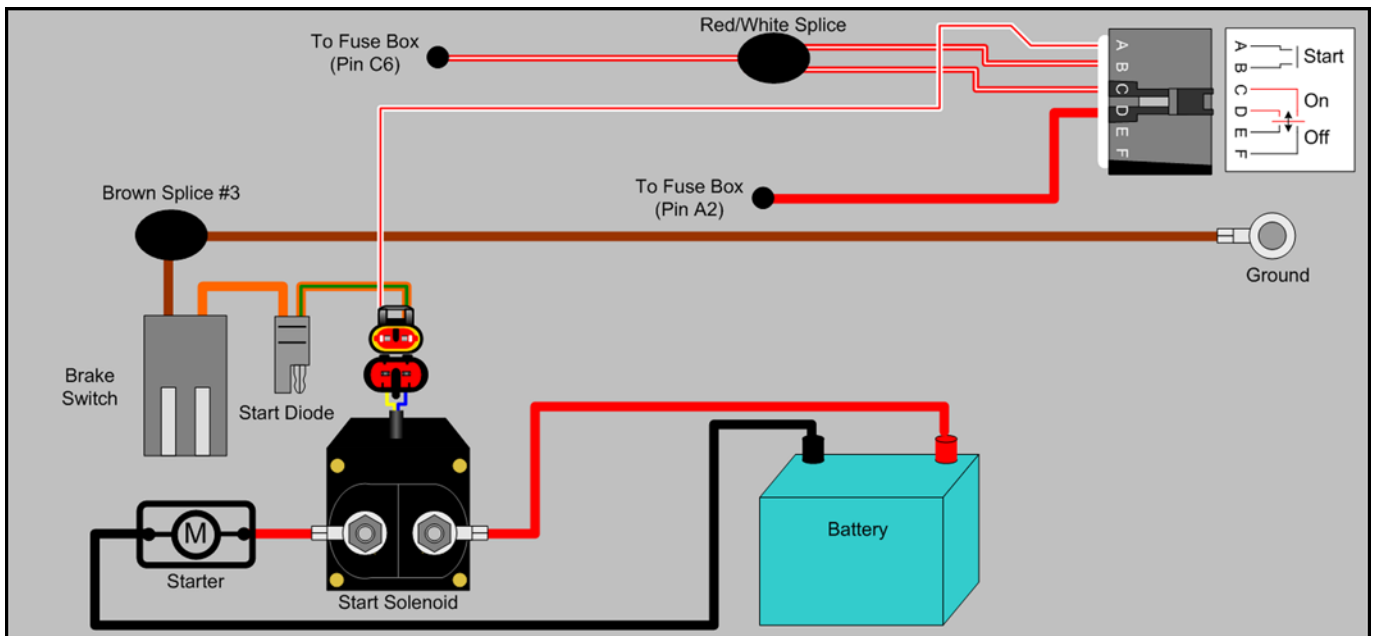 To Fuse Box
(Pin C6)
Red/White Splice
A
B
C
D
E
F
A
B
C
D
E
F
Start
On
Off
To Fuse Box
(Pin A2)
Brown Splice #3
Ground
Brake
Switch
Start Diode
M
Starter
Start Solenoid
Battery